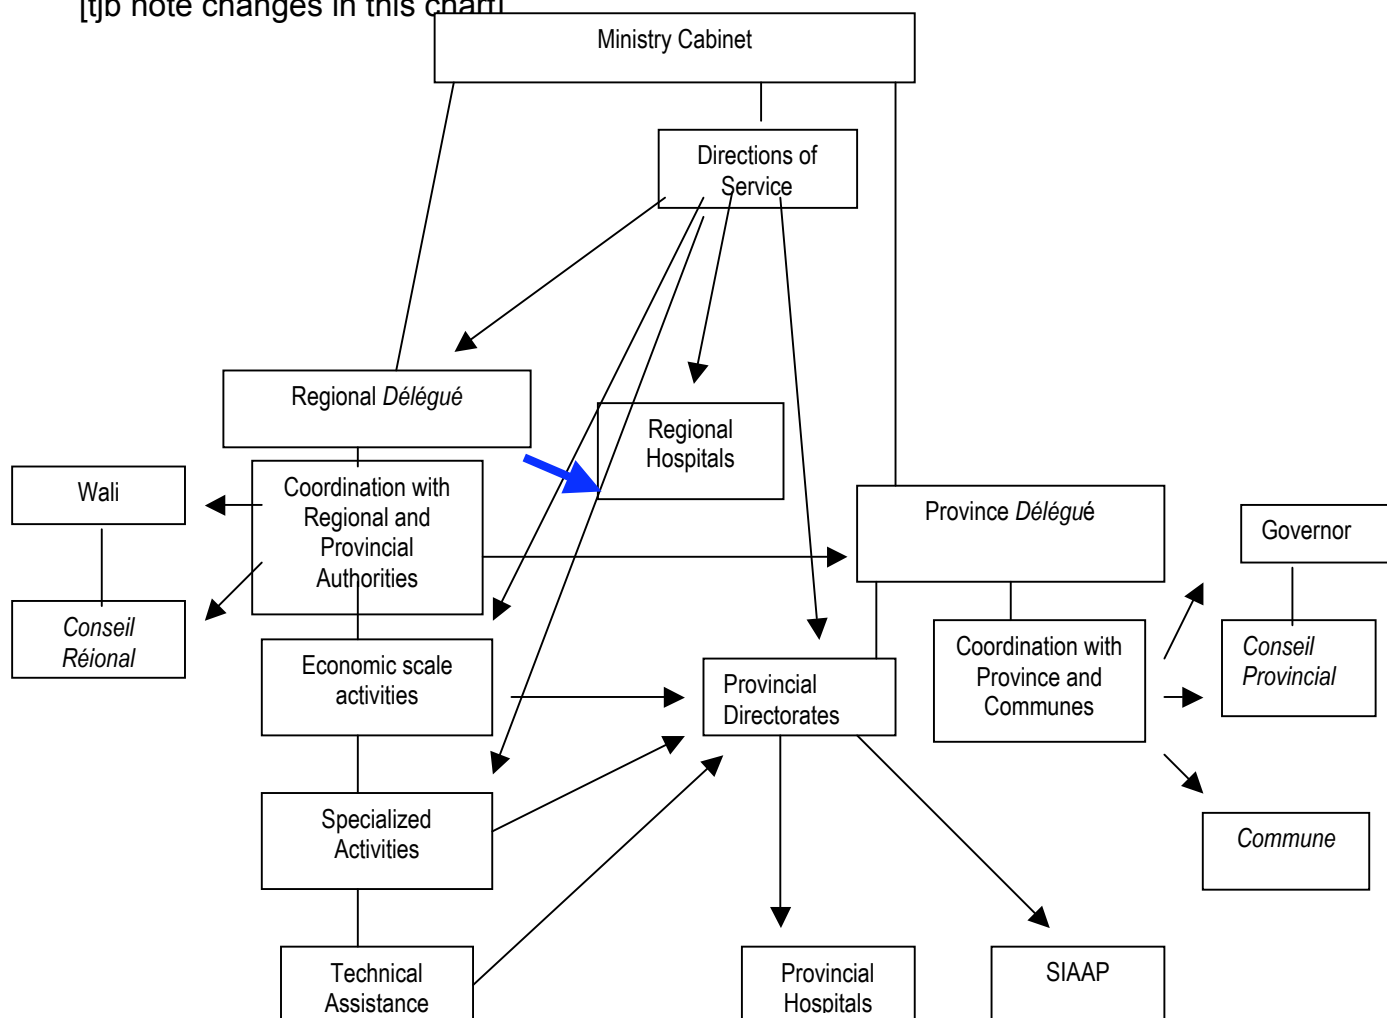 [tjb note changes in this chart]
Ministry Cabinet
Directions of
Service
Regional Délégué
Regional
Hospitals
Wali
Coordination with
Regional and
Provincial
Authorities
Province Délégué
Governor
Conseil
Réional
Economic scale
activities
Provincial
Directorates
Coordination with
Province and
Communes
Conseil
Provincial
Specialized
Activities
Commune
Technical
Assistance
Provincial
Hospitals
SIAAP